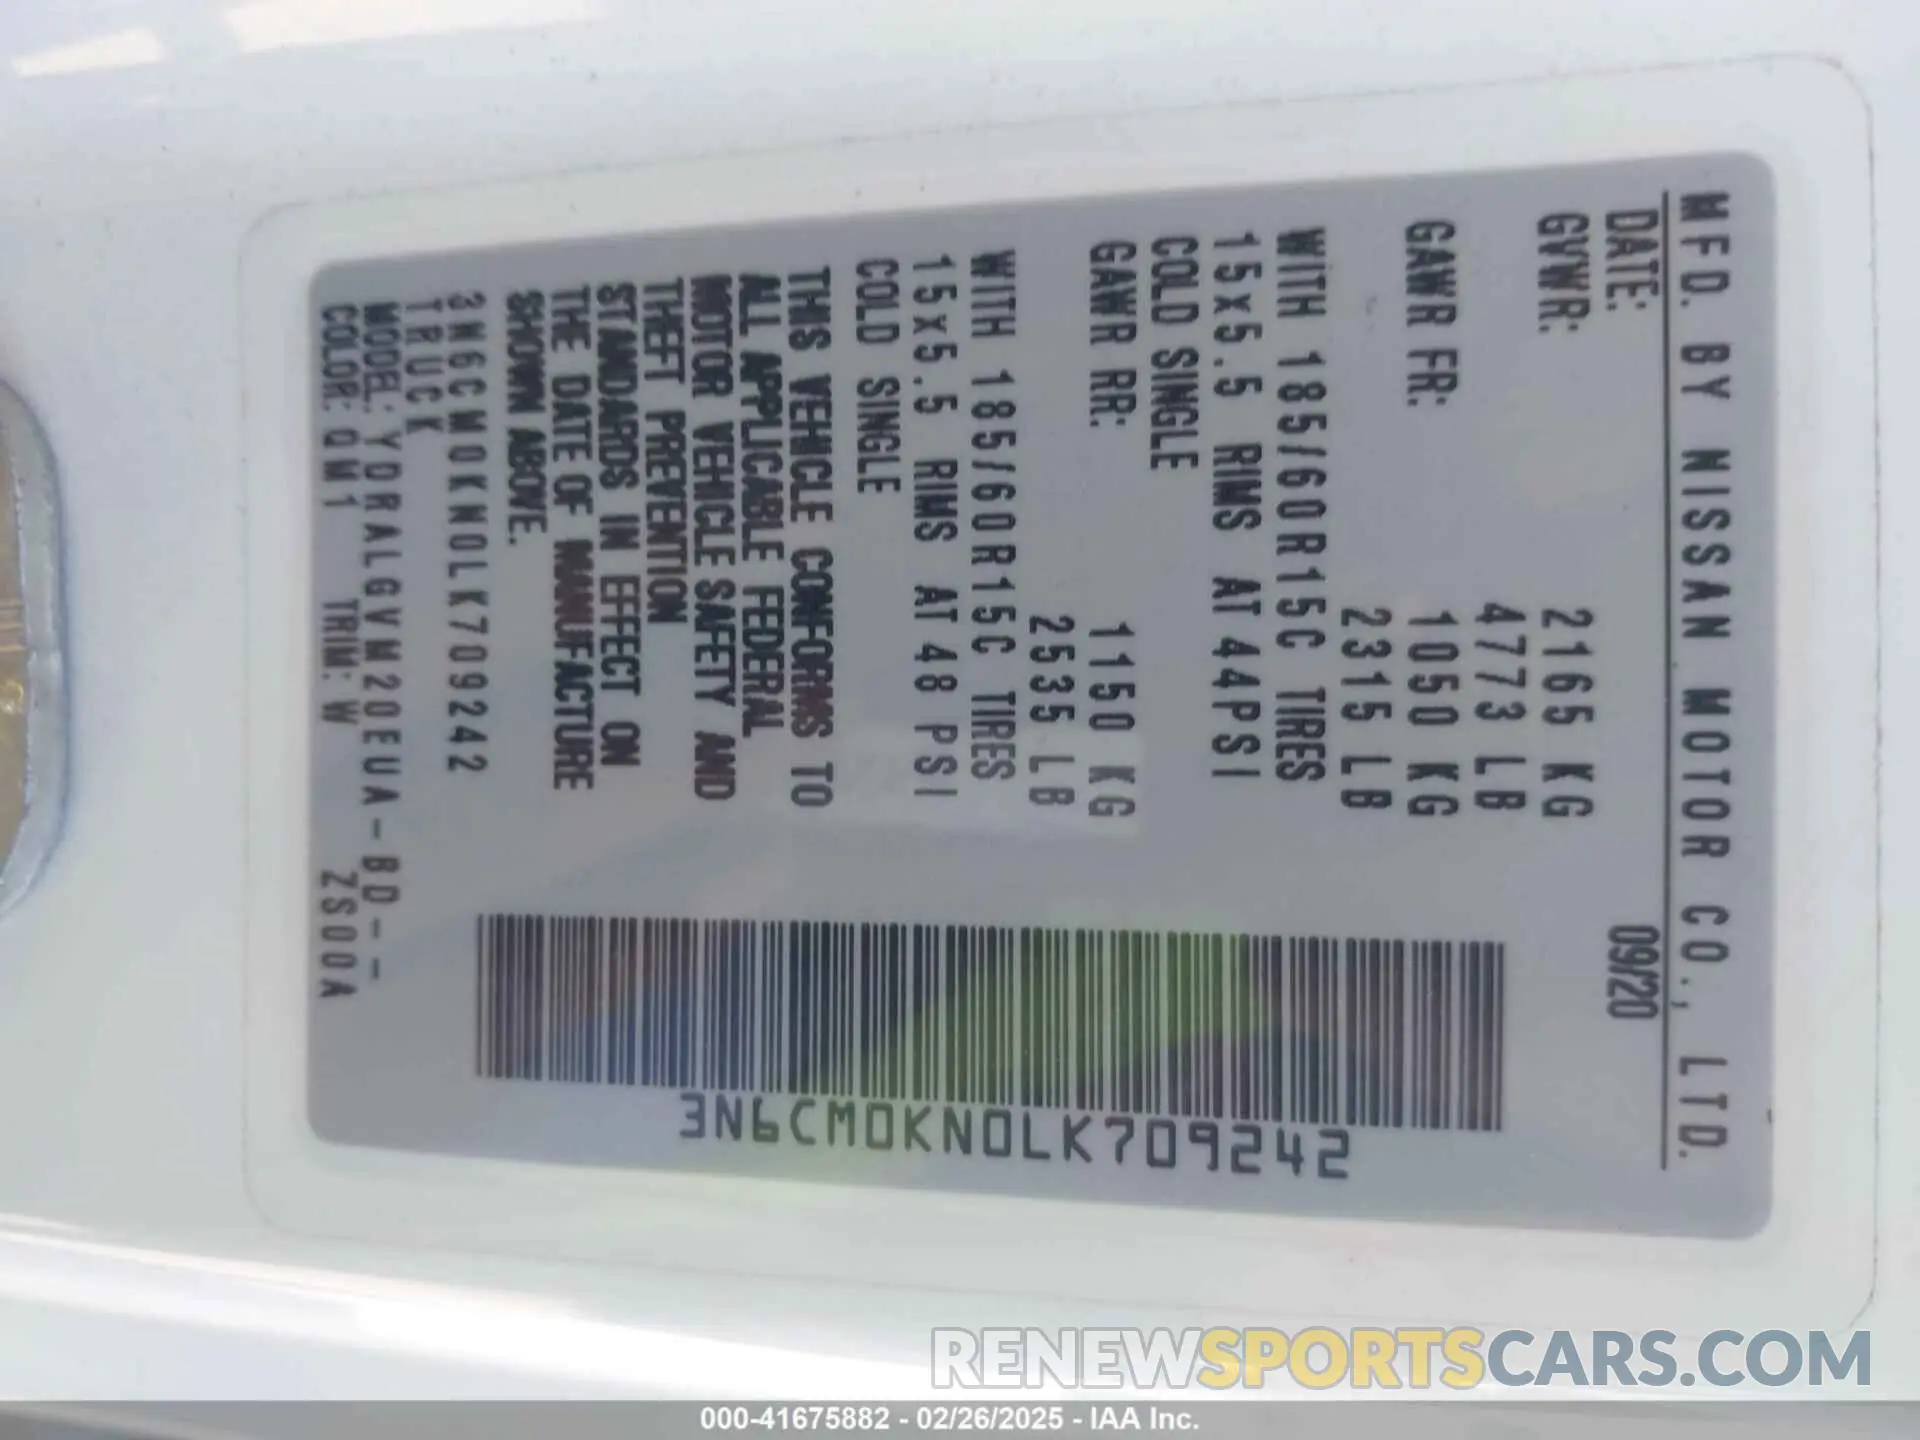 MFD. BY NISSAN MOTOR CO., LTD.
DATE: 09/20
GVWR: 2165 KG
4773 LB
GAWR FR: 1050 KG
2315 LB
WITH 185/60R15C TIRES
15x5.5 RIMS AT 44PSI
COLD SINGLE
GAWR RR: 1150 KG
2535 LB
WITH 185/60R15C TIRES
15x5.5 RIMS AT 48 PSI
COLD SINGLE
THIS VEHICLE CONFORMS TO
ALL APPLICABLE FEDERAL
MOTOR VEHICLE SAFETY AND
THEFT PREVENTION
STANDARDS IN EFFECT ON
THE DATE OF MANUFACTURE
SHOWN ABOVE.
3N6CM0KN0LK709242
TRUCK
MODEL: YDRALGVM20EUA-BD--
COLOR: QM1 TRIM: W ZS00A
3N6CM0KN0LK709242
RENEWSPORTSCARS.COM
000-41675882 - 02/26/2025 - IAA Inc.